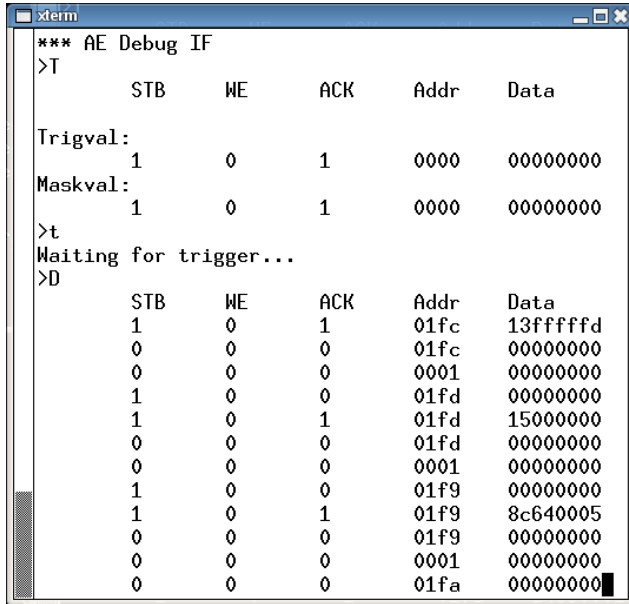 xterm
*** AE Debug IF
>T
STB WE ACK Addr Data
Trigval:
1 0 1 0000 00000000
Maskval:
1 0 1 0000 00000000
>t
Waiting for trigger...
>D
STB WE ACK Addr Data
1 0 1 01fc 13fffffd
0 0 0 01fc 00000000
0 0 0 0001 00000000
1 0 0 01fd 00000000
1 0 1 01fd 15000000
0 0 0 01fd 00000000
0 0 0 0001 00000000
1 0 0 01f9 00000000
1 0 1 01f9 8c640005
0 0 0 01f9 00000000
0 0 0 0001 00000000
0 0 0 01fa 00000000